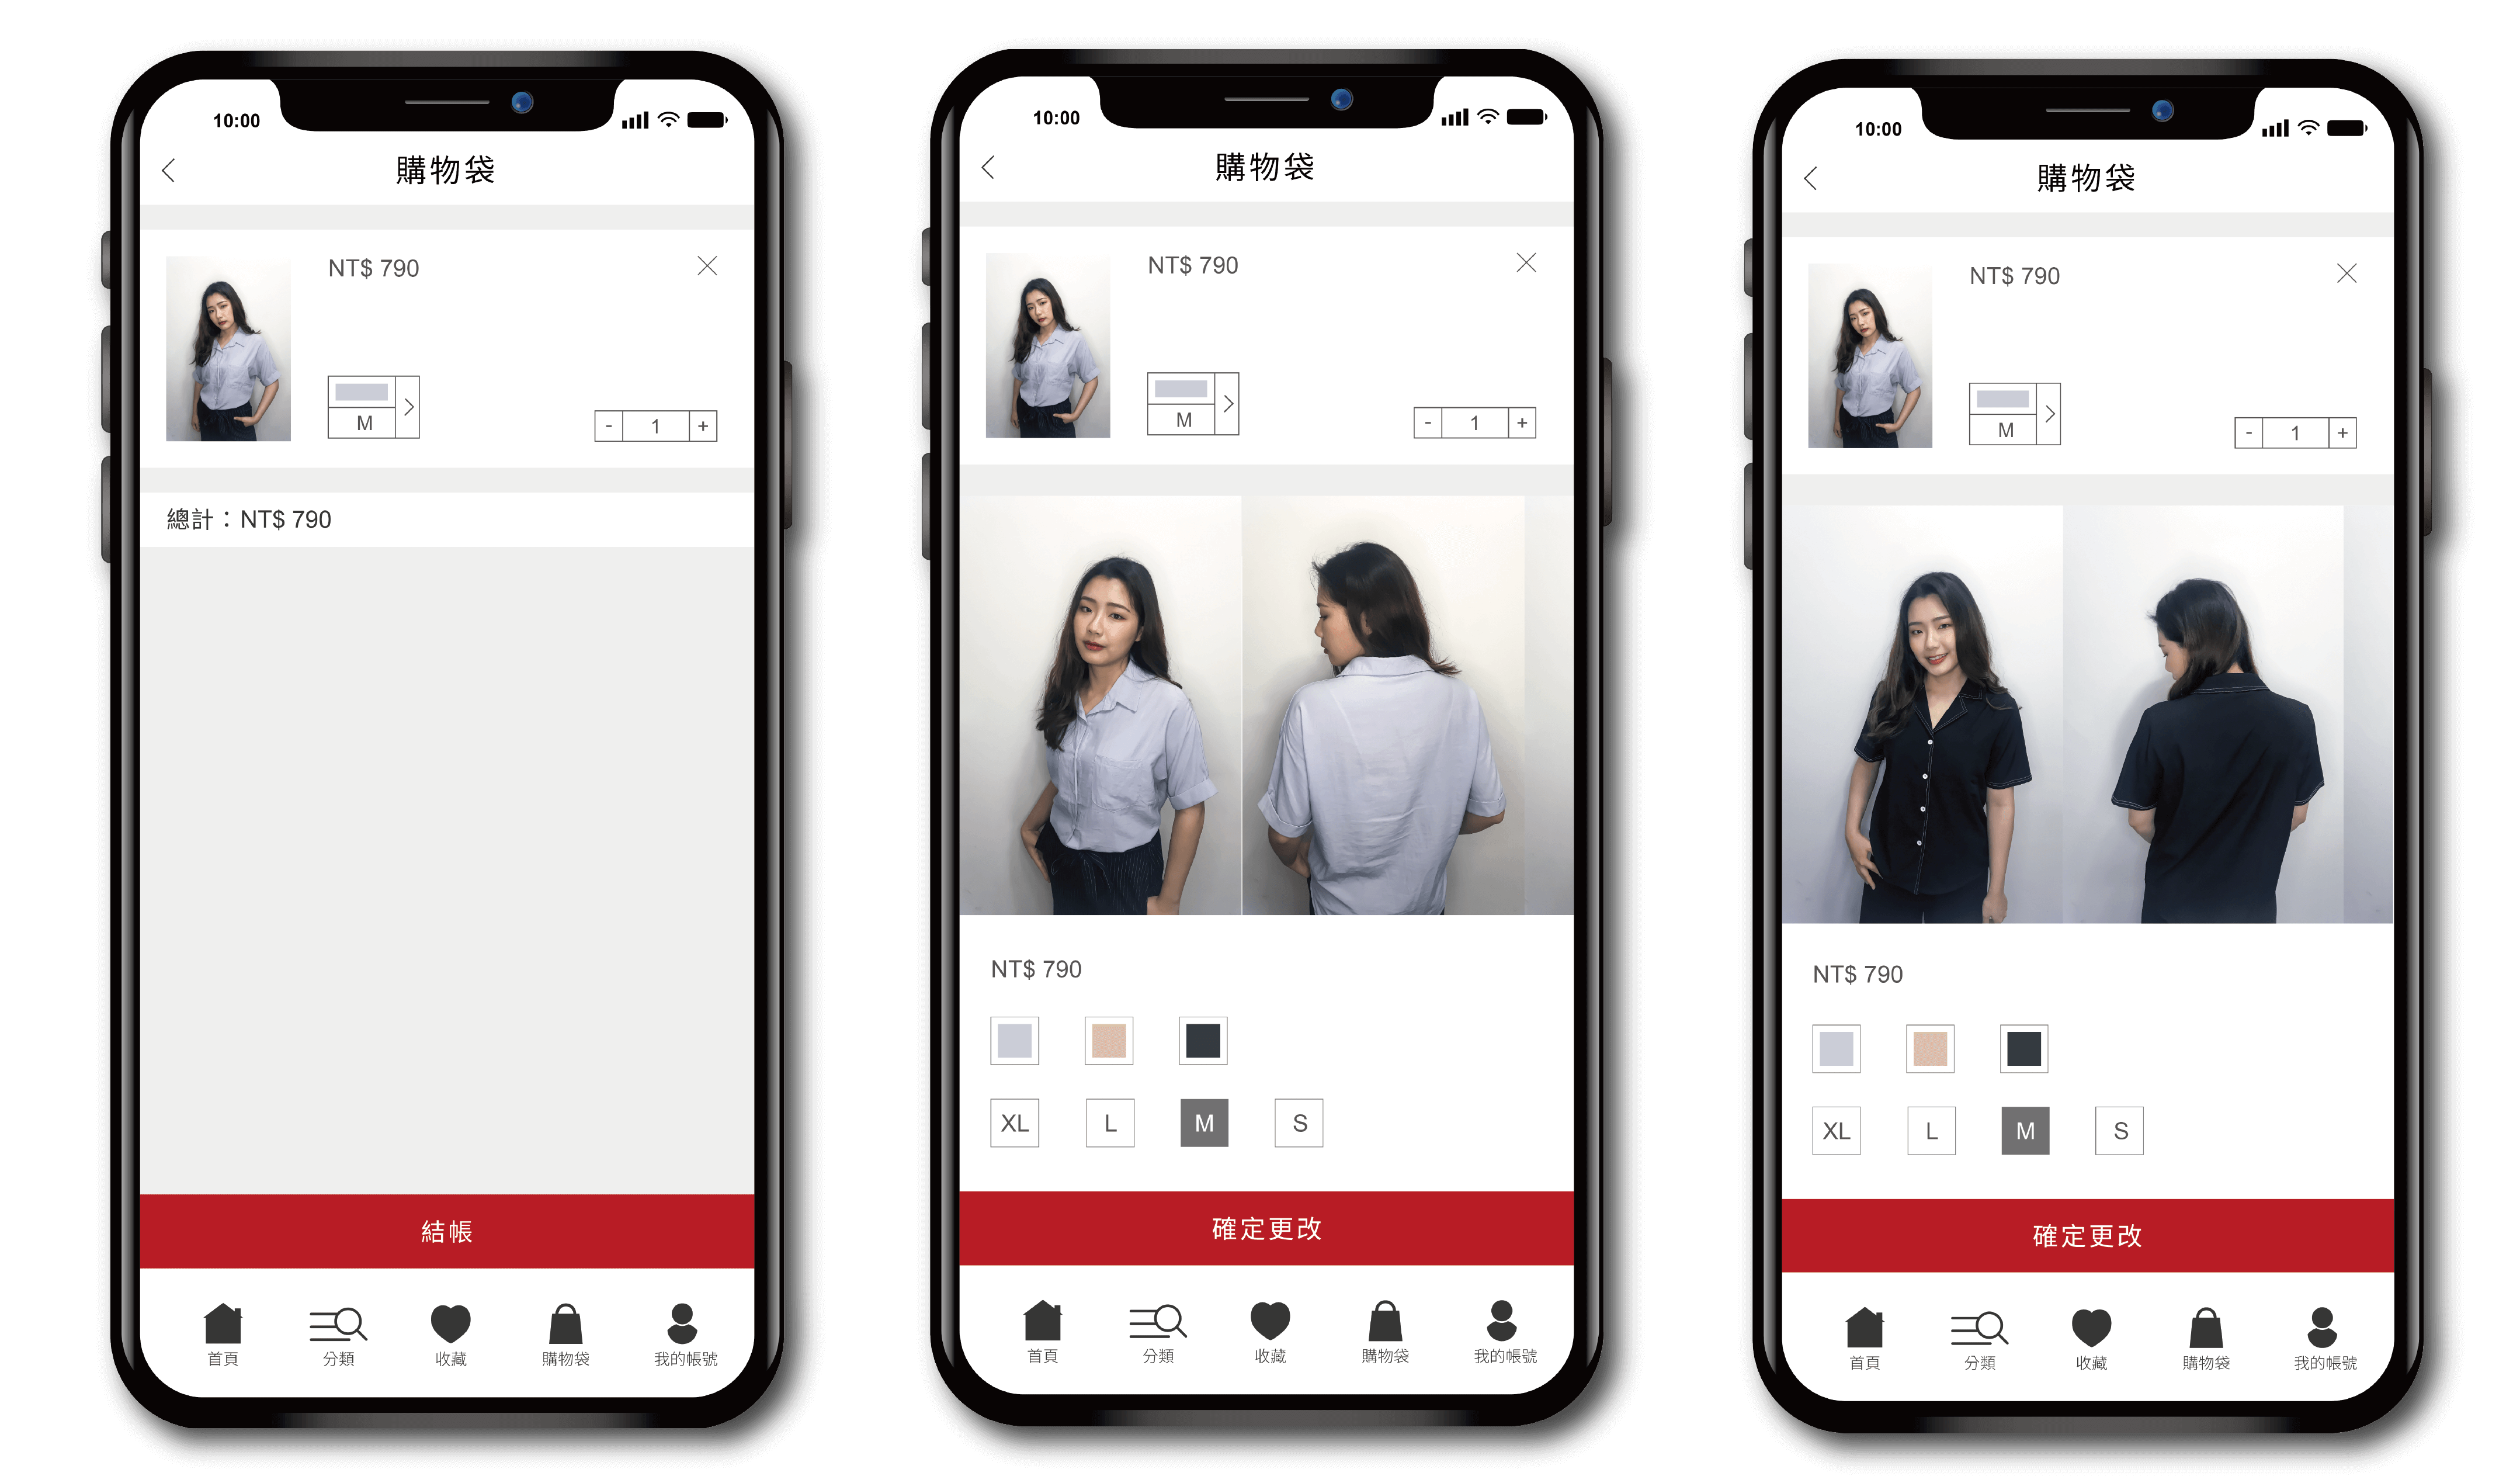 10:00
購物袋
NT$ 790
M
- 1 +
總計：NT$ 790
結帳
首頁 分類 收藏 購物袋 我的帳號
10:00
購物袋
NT$ 790
M
- 1 +
NT$ 790
XL L M S
確定更改
首頁 分類 收藏 購物袋 我的帳號
10:00
購物袋
NT$ 790
M
- 1 +
NT$ 790
XL L M S
確定更改
首頁 分類 收藏 購物袋 我的帳號